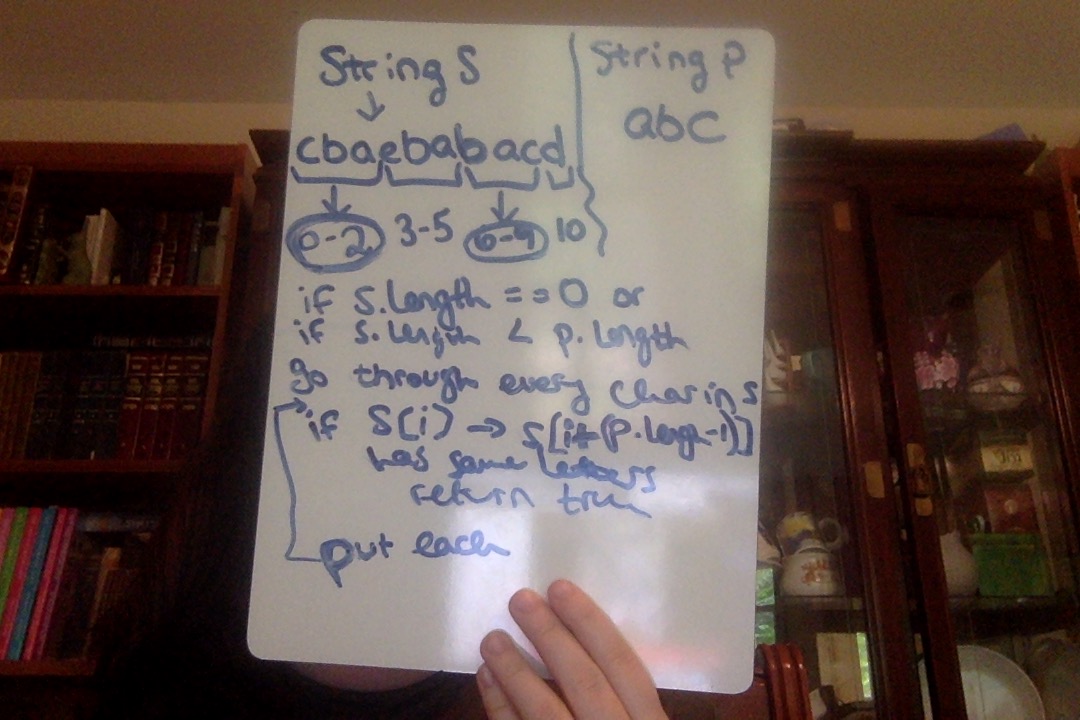 String S
String P
↓
abc
cbaebabacd
0-2 3-5 6-9 10
if s.length == 0 or
if s.length < p.length
go through every char in s
if S(i) → s[i+(p.length-1)]
has same letters
return true
put each